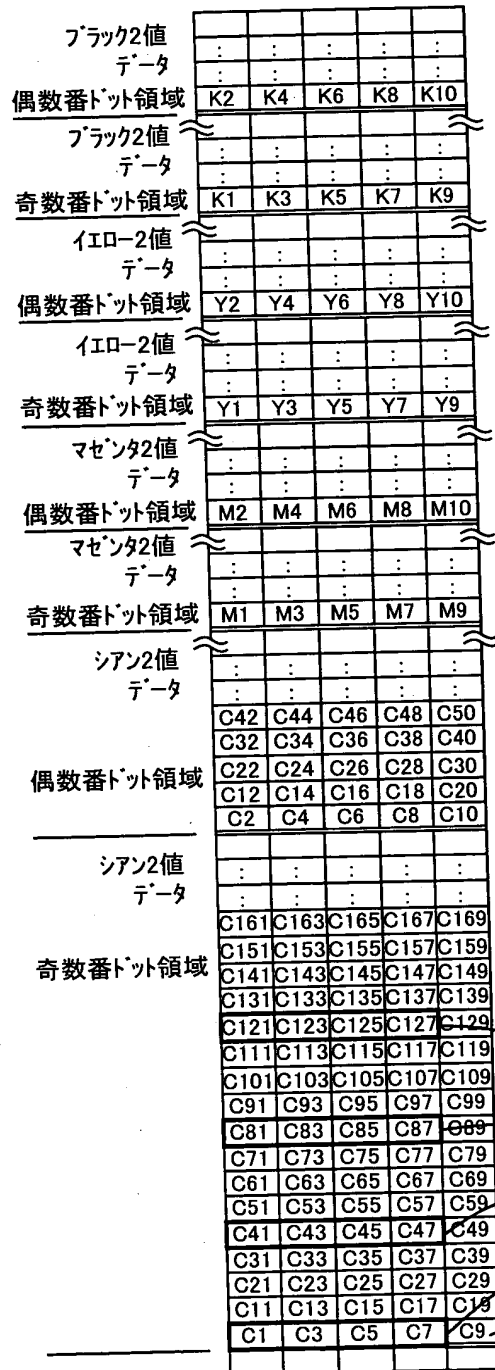 ブラック2値
データ
: : : : :
: : : : :
偶数番ドット領域 K2 K4 K6 K8 K10
ブラック2値
データ
: : : : :
: : : : :
奇数番ドット領域 K1 K3 K5 K7 K9
イエロー2値
データ
: : : : :
: : : : :
偶数番ドット領域 Y2 Y4 Y6 Y8 Y10
イエロー2値
データ
: : : : :
: : : : :
奇数番ドット領域 Y1 Y3 Y5 Y7 Y9
マゼンタ2値
データ
: : : : :
: : : : :
偶数番ドット領域 M2 M4 M6 M8 M10
マゼンタ2値
データ
: : : : :
: : : : :
奇数番ドット領域 M1 M3 M5 M7 M9
シアン2値
データ
: : : : :
: : : : :
C42 C44 C46 C48 C50
C32 C34 C36 C38 C40
偶数番ドット領域 C22 C24 C26 C28 C30
C12 C14 C16 C18 C20
C2 C4 C6 C8 C10
シアン2値
データ
: : : : :
: : : : :
C161 C163 C165 C167 C169
C151 C153 C155 C157 C159
奇数番ドット領域 C141 C143 C145 C147 C149
C131 C133 C135 C137 C139
C121 C123 C125 C127 C129
C111 C113 C115 C117 C119
C101 C103 C105 C107 C109
C91 C93 C95 C97 C99
C81 C83 C85 C87 C89
C71 C73 C75 C77 C79
C61 C63 C65 C67 C69
C51 C53 C55 C57 C59
C41 C43 C45 C47 C49
C31 C33 C35 C37 C39
C21 C23 C25 C27 C29
C11 C13 C15 C17 C19
C1 C3 C5 C7 C9